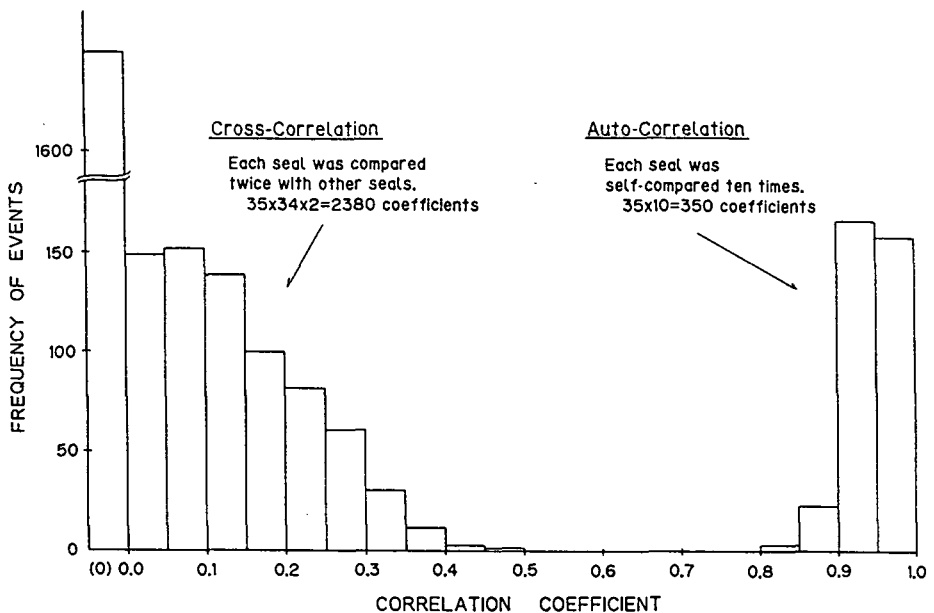 Cross-Correlation
Each seal was compared
twice with other seals.
35x34x2=2380 coefficients
Auto-Correlation
Each seal was
self-compared ten times.
35x10=350 coefficients
FREQUENCY OF EVENTS
1600
150
100
50
0
(0) 0.0 0.1 0.2 0.3 0.4 0.5 0.6 0.7 0.8 0.9 1.0
CORRELATION COEFFICIENT